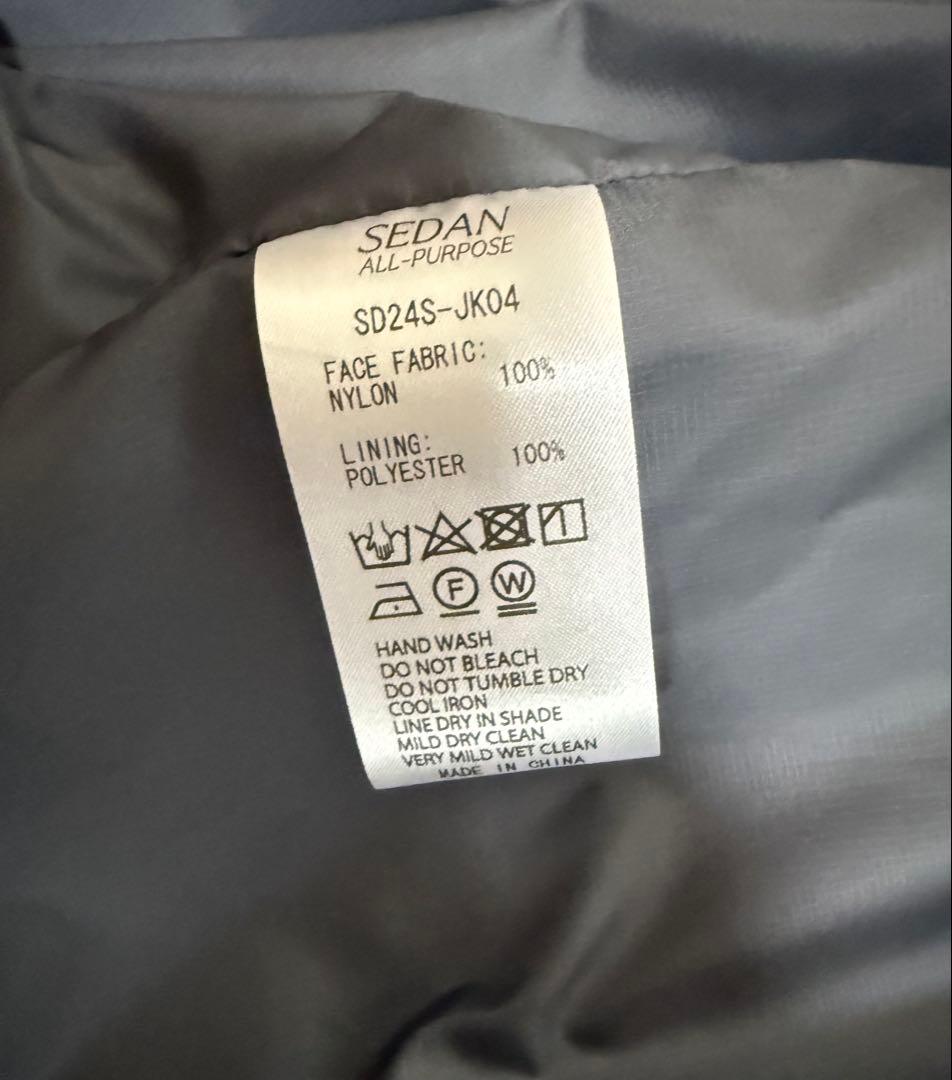 SEDAN
ALL-PURPOSE
SD24S-JK04
FACE FABRIC:
NYLON 100%
LINING:
POLYESTER 100%
F W
HAND WASH
DO NOT BLEACH
DO NOT TUMBLE DRY
COOL IRON
LINE DRY IN SHADE
MILD DRY CLEAN
VERY MILD WET CLEAN
MADE IN CHINA